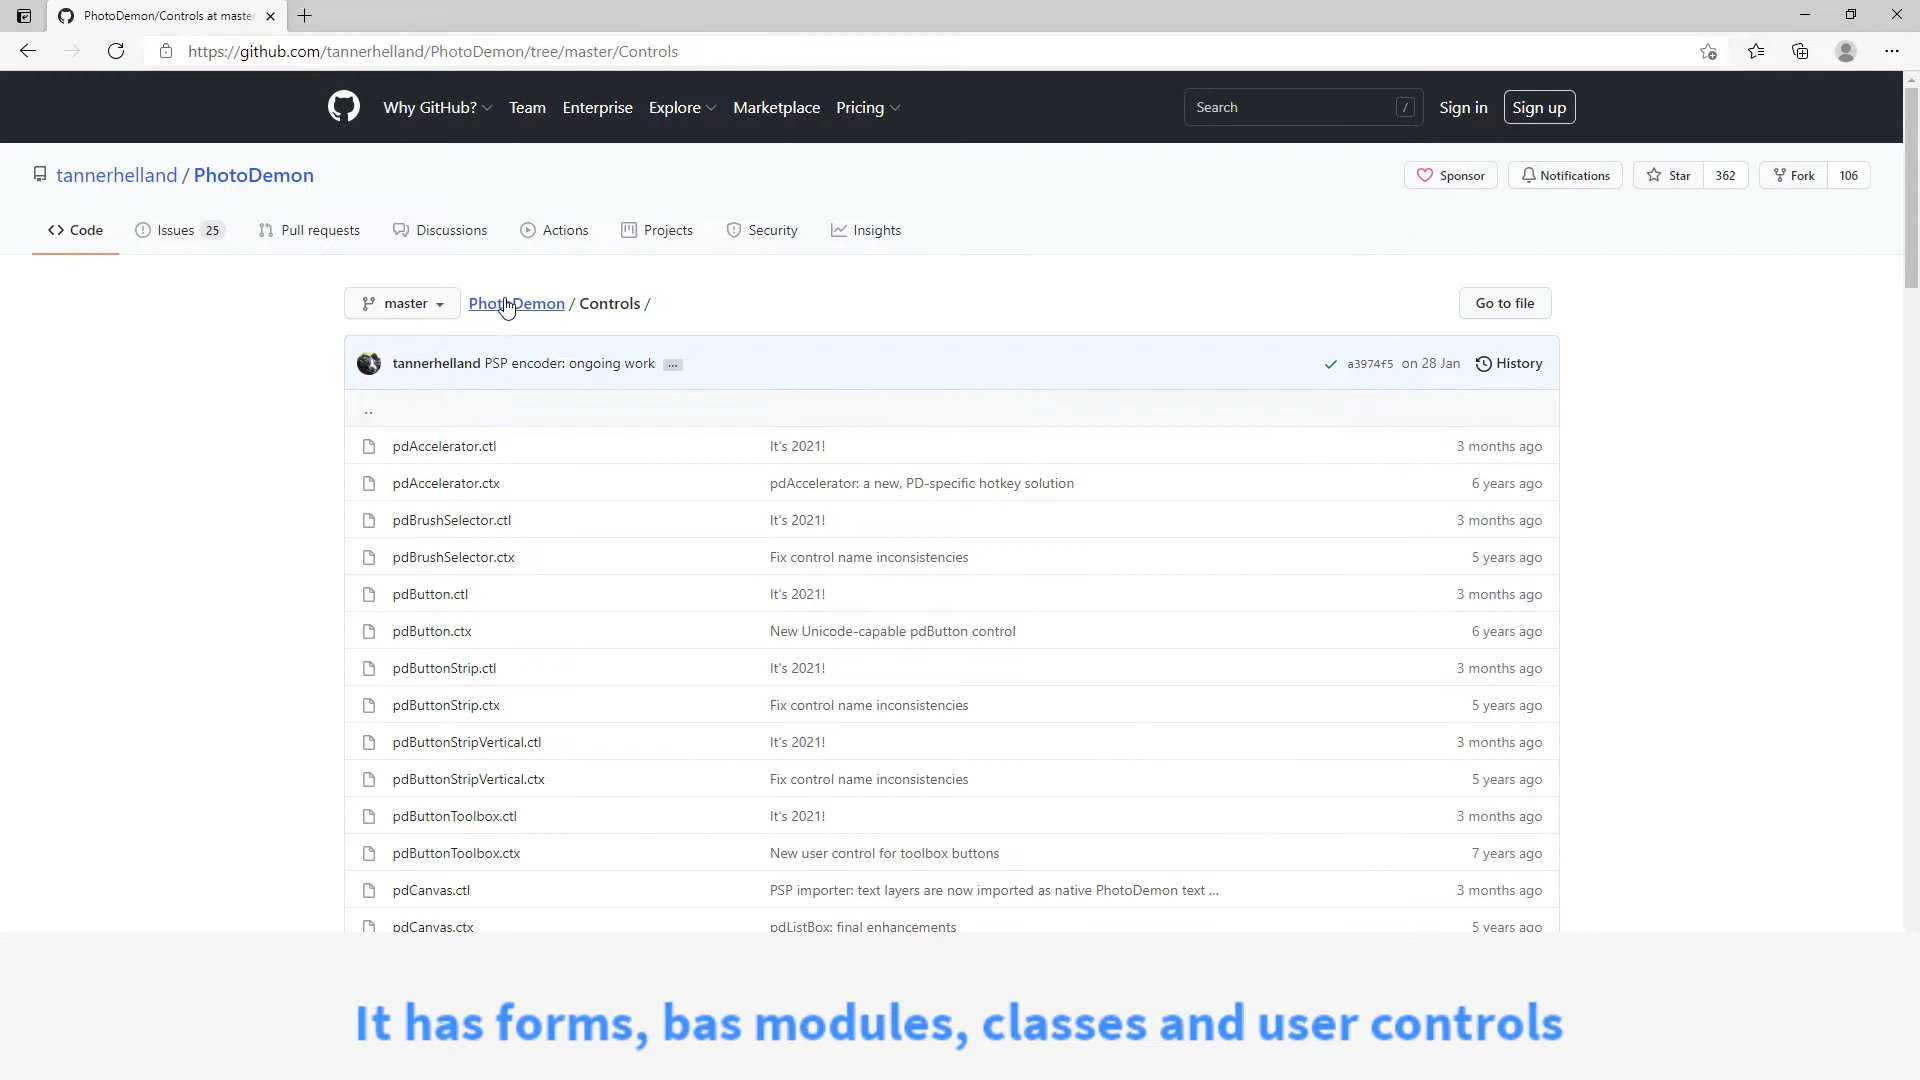 PhotoDemon/Controls at master
https://github.com/tannerhelland/PhotoDemon/tree/master/Controls
Why GitHub? Team Enterprise Explore Marketplace Pricing Search / Sign in Sign up
tannerhelland / PhotoDemon Sponsor Notifications Star 362 Fork 106
Code Issues 25 Pull requests Discussions Actions Projects Security Insights
master PhotoDemon / Controls / Go to file
tannerhelland PSP encoder: ongoing work ... a3974f5 on 28 Jan History
..
pdAccelerator.ctl It's 2021! 3 months ago
pdAccelerator.ctx pdAccelerator: a new, PD-specific hotkey solution 6 years ago
pdBrushSelector.ctl It's 2021! 3 months ago
pdBrushSelector.ctx Fix control name inconsistencies 5 years ago
pdButton.ctl It's 2021! 3 months ago
pdButton.ctx New Unicode-capable pdButton control 6 years ago
pdButtonStrip.ctl It's 2021! 3 months ago
pdButtonStrip.ctx Fix control name inconsistencies 5 years ago
pdButtonStripVertical.ctl It's 2021! 3 months ago
pdButtonStripVertical.ctx Fix control name inconsistencies 5 years ago
pdButtonToolbox.ctl It's 2021! 3 months ago
pdButtonToolbox.ctx New user control for toolbox buttons 7 years ago
pdCanvas.ctl PSP importer: text layers are now imported as native PhotoDemon text ... 3 months ago
pdCanvas.ctx pdListBox: final enhancements 5 years ago
It has forms, bas modules, classes and user controls